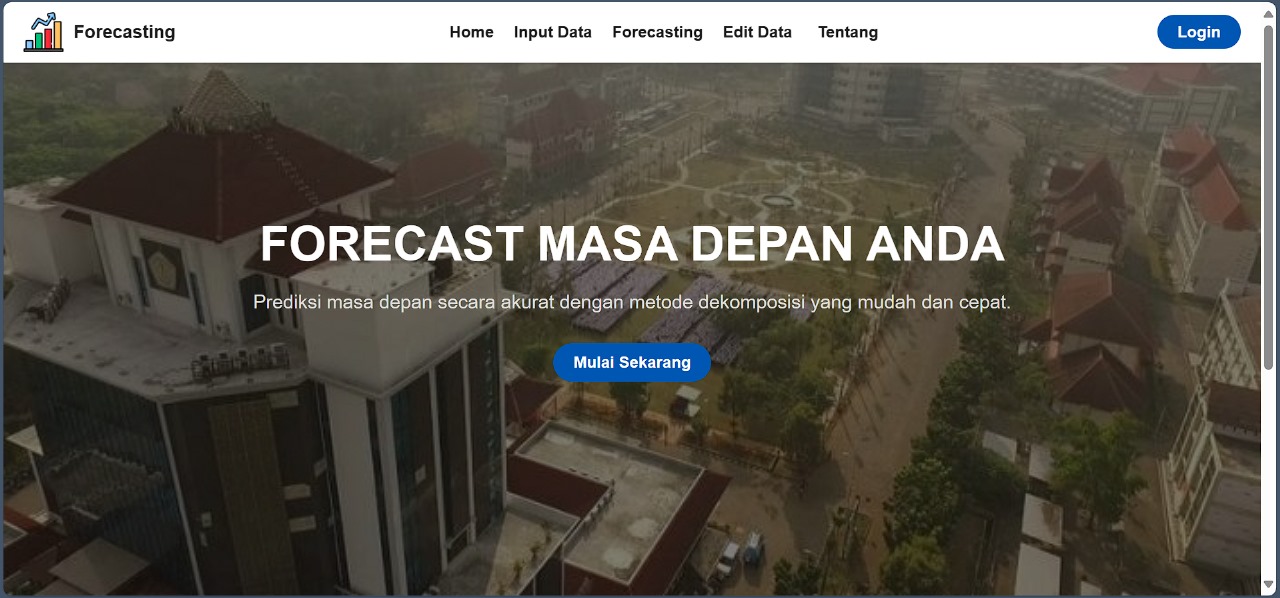 Forecasting
Home Input Data Forecasting Edit Data Tentang
Login
FORECAST MASA DEPAN ANDA
Prediksi masa depan secara akurat dengan metode dekomposisi yang mudah dan cepat.
Mulai Sekarang